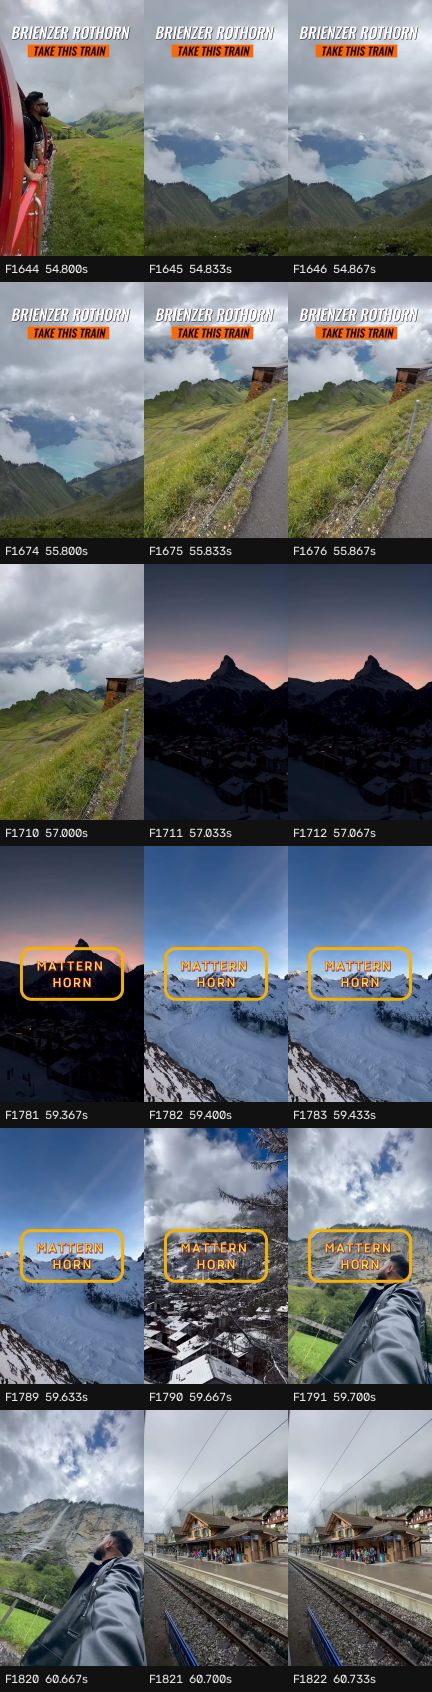 BRIENZER ROTHORN BRIENZER ROTHORN BRIENZER ROTHORN
TAKE THIS TRAIN TAKE THIS TRAIN TAKE THIS TRAIN
F1644 54.800s F1645 54.833s F1646 54.867s
BRIENZER ROTHORN BRIENZER ROTHORN BRIENZER ROTHORN
TAKE THIS TRAIN TAKE THIS TRAIN TAKE THIS TRAIN
F1674 55.800s F1675 55.833s F1676 55.867s
F1710 57.000s F1711 57.033s F1712 57.067s
MATTERN MATTERN MATTERN
HORN HORN HORN
F1781 59.367s F1782 59.400s F1783 59.433s
MATTERN MATTERN MATTERN
HORN HORN HORN
F1789 59.633s F1790 59.667s F1791 59.700s
F1820 60.667s F1821 60.700s F1822 60.733s